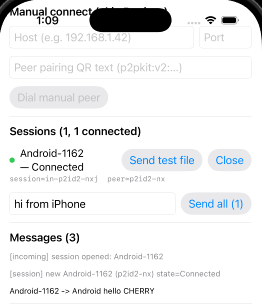 Manual connect
1:09
Host (e.g. 192.168.1.42)
Port
Peer pairing QR text (p2pkit:v2:...)
Dial manual peer
Sessions (1, 1 connected)
Android-1162
— Connected
Send test file
Close
session=in-p2id2-nxj peer=p2id2-nx
hi from iPhone
Send all (1)
Messages (3)
[incoming] session opened: Android-1162
[session] new Android-1162 (p2id2-nx) state=Connected
Android-1162 -> Android hello CHERRY